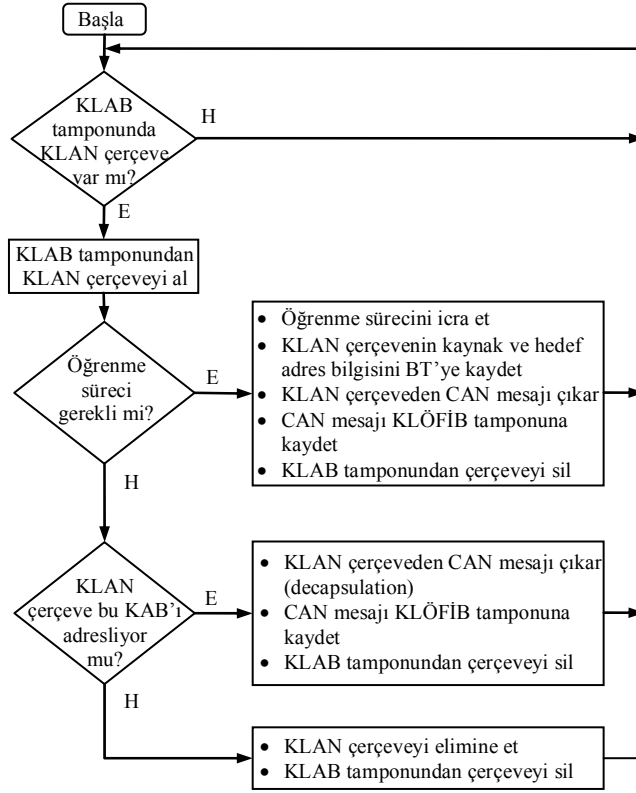 Başla
KLAB
tamponunda
KLAN çerçeve
var mı?
H
E
KLAB tamponundan
KLAN çerçeveyi al
Öğrenme
süreci
gerekli mi?
E
• Öğrenme sürecini icra et
• KLAN çerçevenin kaynak ve hedef
adres bilgisini BT’ye kaydet
• KLAN çerçeveden CAN mesajı çıkar
• CAN mesajı KLÖFİB tamponuna
kaydet
• KLAB tamponundan çerçeveyi sil
H
KLAN
çerçeve bu KAB’ı
adresliyor
mu?
E
• KLAN çerçeveden CAN mesajı çıkar
(decapsulation)
• CAN mesajı KLÖFİB tamponuna
kaydet
• KLAB tamponundan çerçeveyi sil
H
• KLAN çerçeveyi elimine et
• KLAB tamponundan çerçeveyi sil